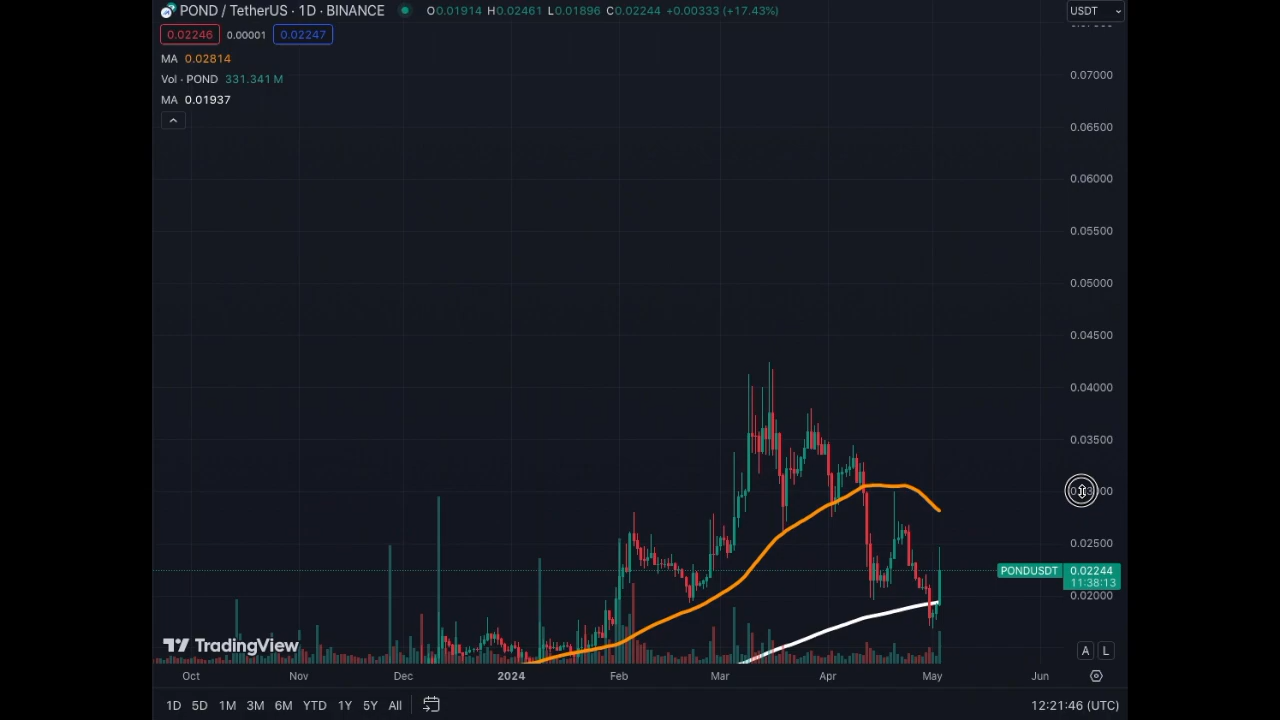 POND / TetherUS · 1D · BINANCE O0.01914 H0.02461 L0.01896 C0.02244 +0.00333 (+17.43%) USDT
0.02246 0.00001 0.02247
MA 0.02814
Vol · POND 331.341 M
MA 0.01937
0.07000
0.06500
0.06000
0.05500
0.05000
0.04500
0.04000
0.03500
0.02500
PONDUSDT 0.02244
11:38:13
0.02000
TradingView
A L
Oct Nov Dec 2024 Feb Mar Apr May Jun
1D 5D 1M 3M 6M YTD 1Y 5Y All 12:21:46 (UTC)